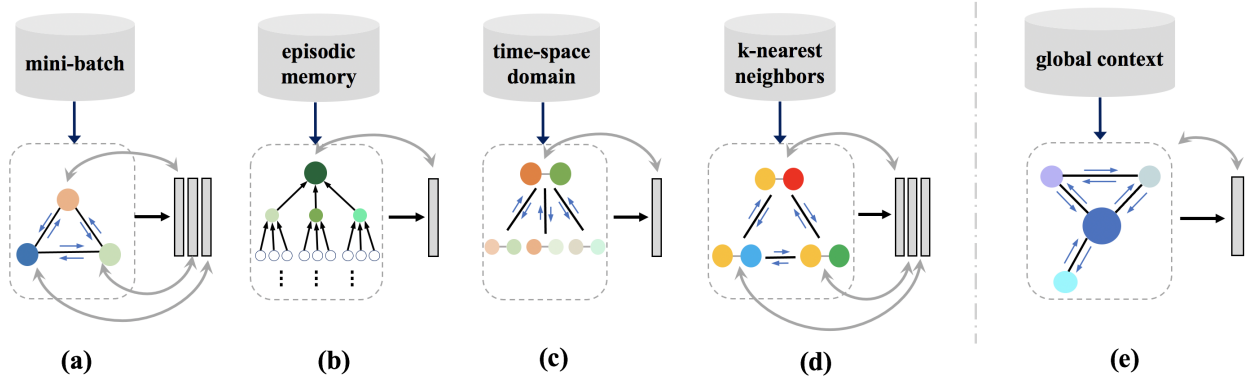 mini-batch
episodic
memory
time-space
domain
k-nearest
neighbors
global context
(a)
(b)
(c)
(d)
(e)